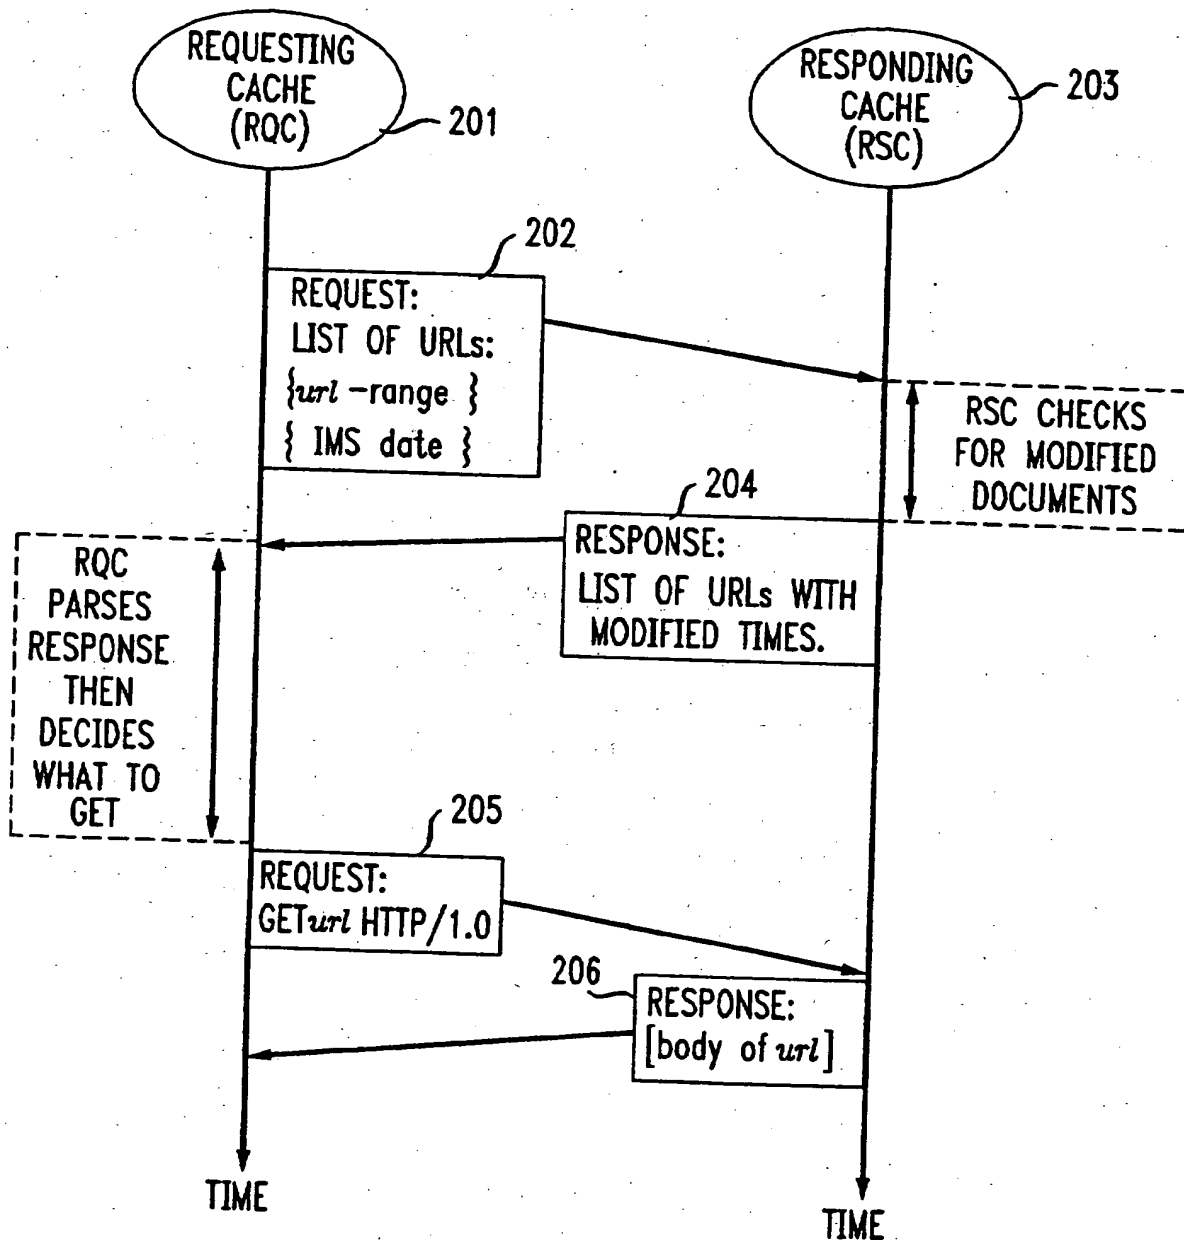 REQUESTING
CACHE
(RQC)
201
RESPONDING
CACHE
(RSC)
203
202
REQUEST:
LIST OF URLs:
{url -range }
{ IMS date }
RSC CHECKS
FOR MODIFIED
DOCUMENTS
204
RESPONSE:
LIST OF URLs WITH
MODIFIED TIMES.
RQC
PARSES
RESPONSE
THEN
DECIDES
WHAT TO
GET
205
REQUEST:
GET url HTTP/1.0
206
RESPONSE:
[body of url]
TIME
TIME